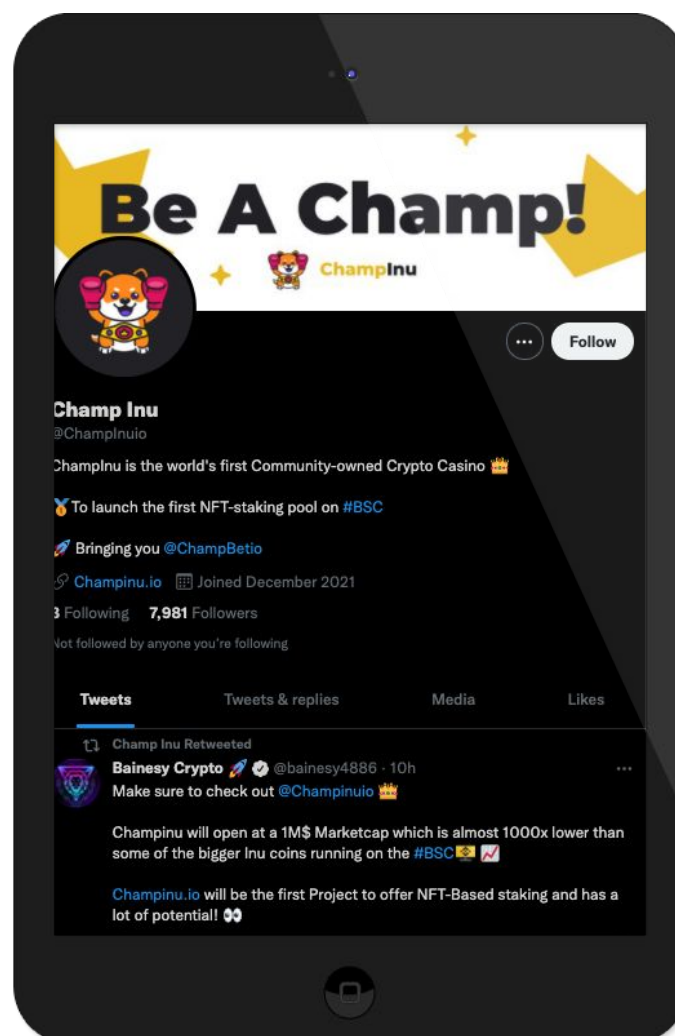 Be A Champ!
ChampInu
Follow
Champ Inu
@ChampInuio
ChampInu is the world's first Community-owned Crypto Casino 👑
🥇To launch the first NFT-staking pool on #BSC
🚀 Bringing you @ChampBetio
Champinu.io Joined December 2021
3 Following 7,981 Followers
Not followed by anyone you're following
Tweets Tweets & replies Media Likes
Champ Inu Retweeted
Bainesy Crypto 🚀 @bainesy4886 · 10h
Make sure to check out @Champinuio 👑
Champinu will open at a 1M$ Marketcap which is almost 1000x lower than
some of the bigger Inu coins running on the #BSC 📈
Champinu.io will be the first Project to offer NFT-Based staking and has a
lot of potential! 👀